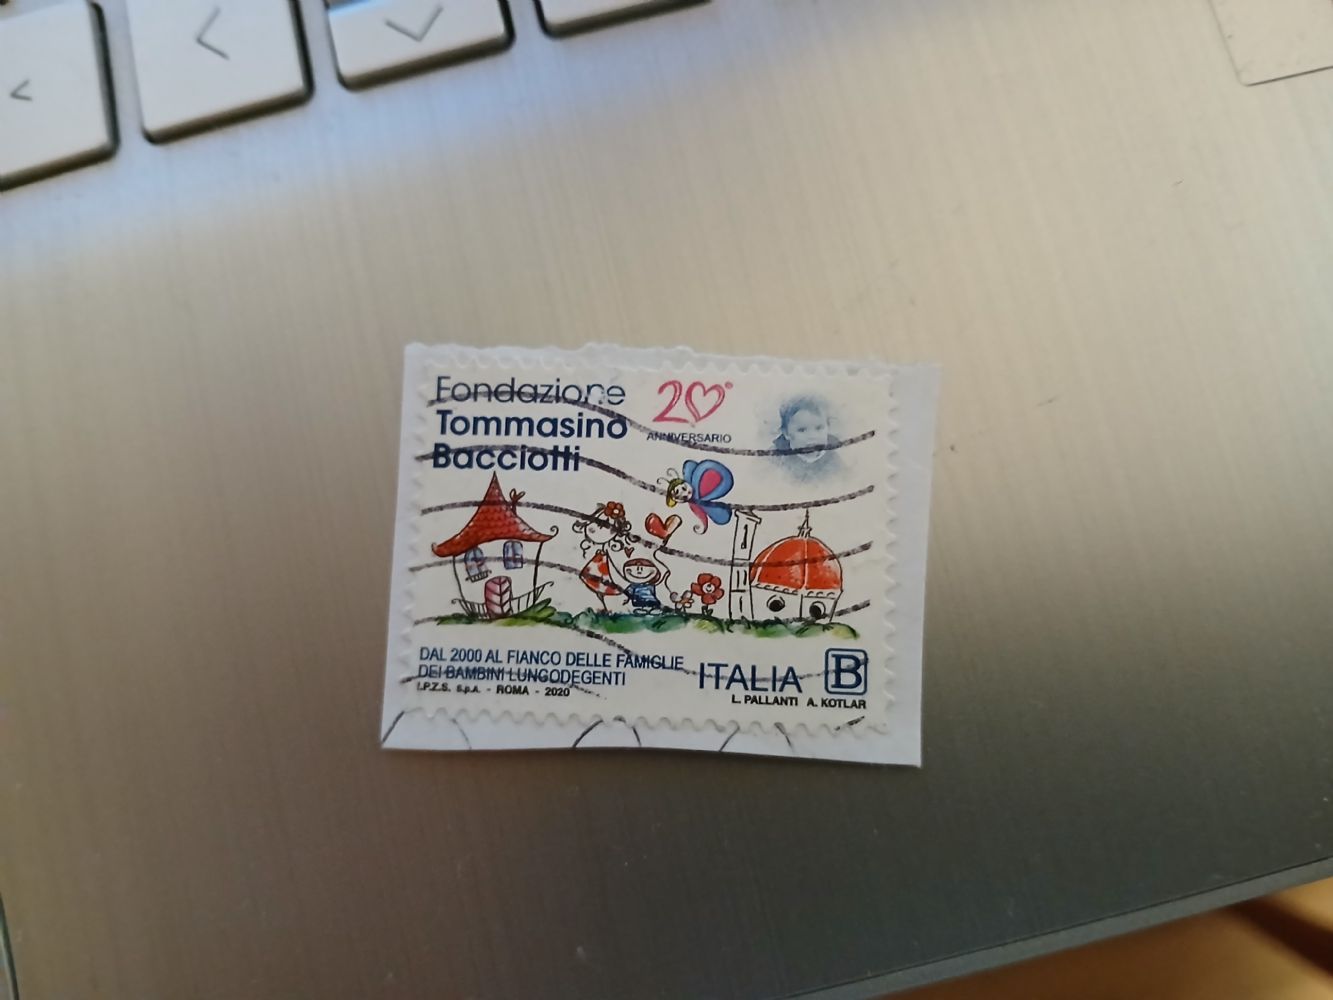 Fondazione
Tommasino
Bacciotti
20°
ANNIVERSARIO
DAL 2000 AL FIANCO DELLE FAMIGLIE
DEI BAMBINI LUNGODEGENTI
I.P.Z.S. S.p.A. - ROMA - 2020
ITALIA B
L. PALLANTI A. KOTLAR